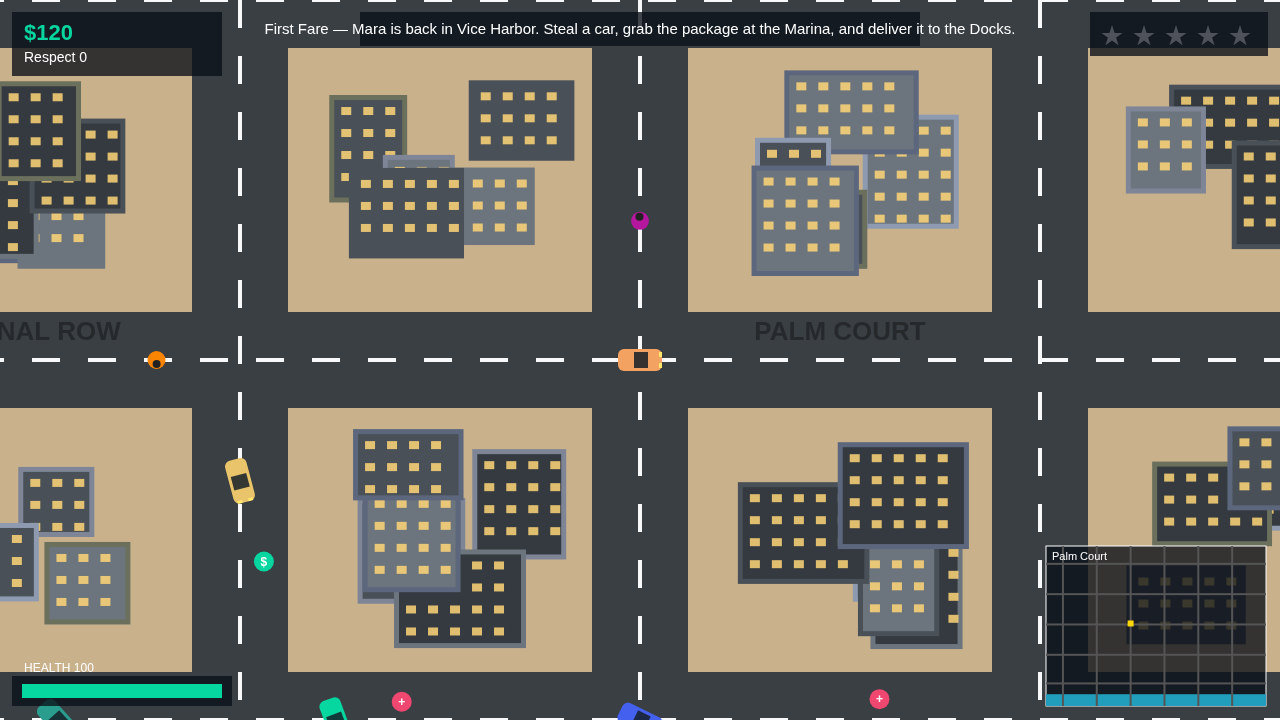 $120
Respect 0
First Fare — Mara is back in Vice Harbor. Steal a car, grab the package at the Marina, and deliver it to the Docks.
NAL ROW
PALM COURT
$
Palm Court
HEALTH 100
+
+